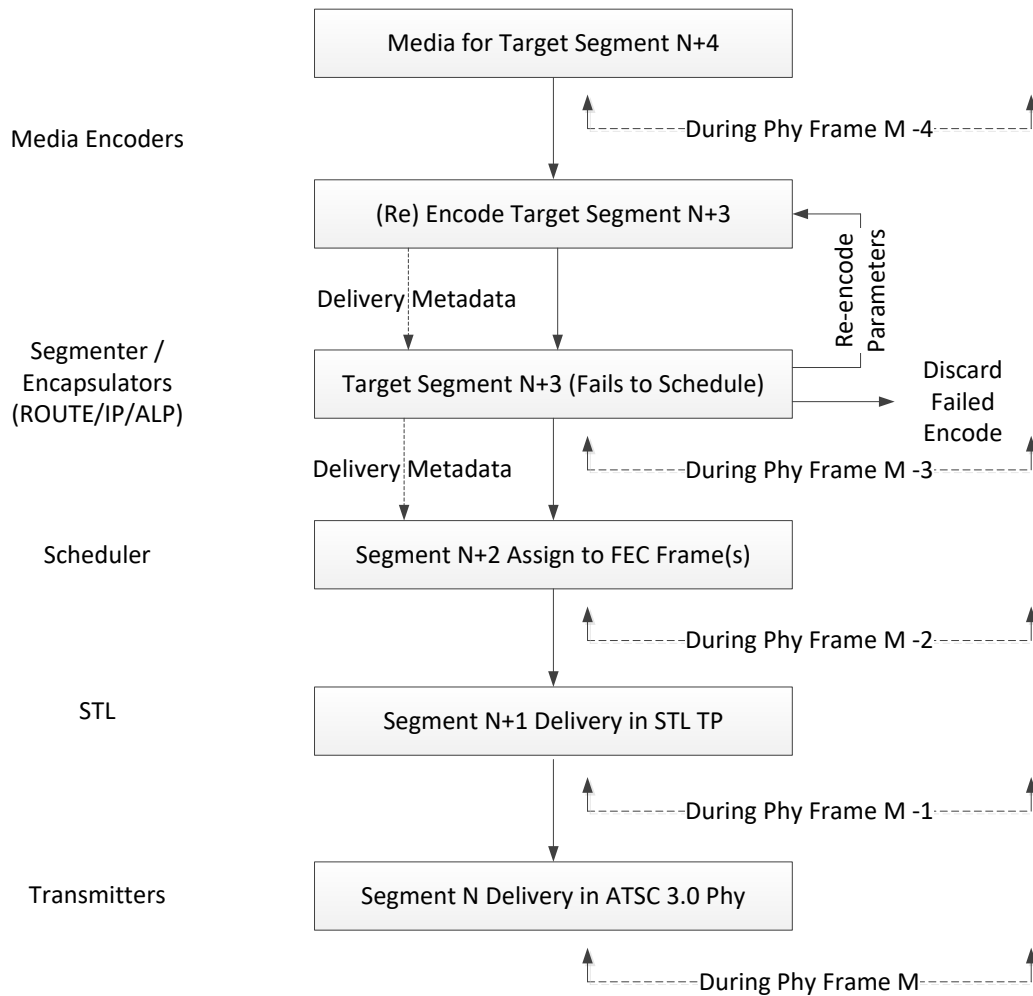 Media for Target Segment N+4
During Phy Frame M -4
Media Encoders
(Re) Encode Target Segment N+3
Re-encode
Parameters
Delivery Metadata
Segmenter /
Encapsulators
(ROUTE/IP/ALP)
Target Segment N+3 (Fails to Schedule)
Discard
Failed
Encode
Delivery Metadata
During Phy Frame M -3
Scheduler
Segment N+2 Assign to FEC Frame(s)
During Phy Frame M -2
STL
Segment N+1 Delivery in STL TP
During Phy Frame M -1
Transmitters
Segment N Delivery in ATSC 3.0 Phy
During Phy Frame M